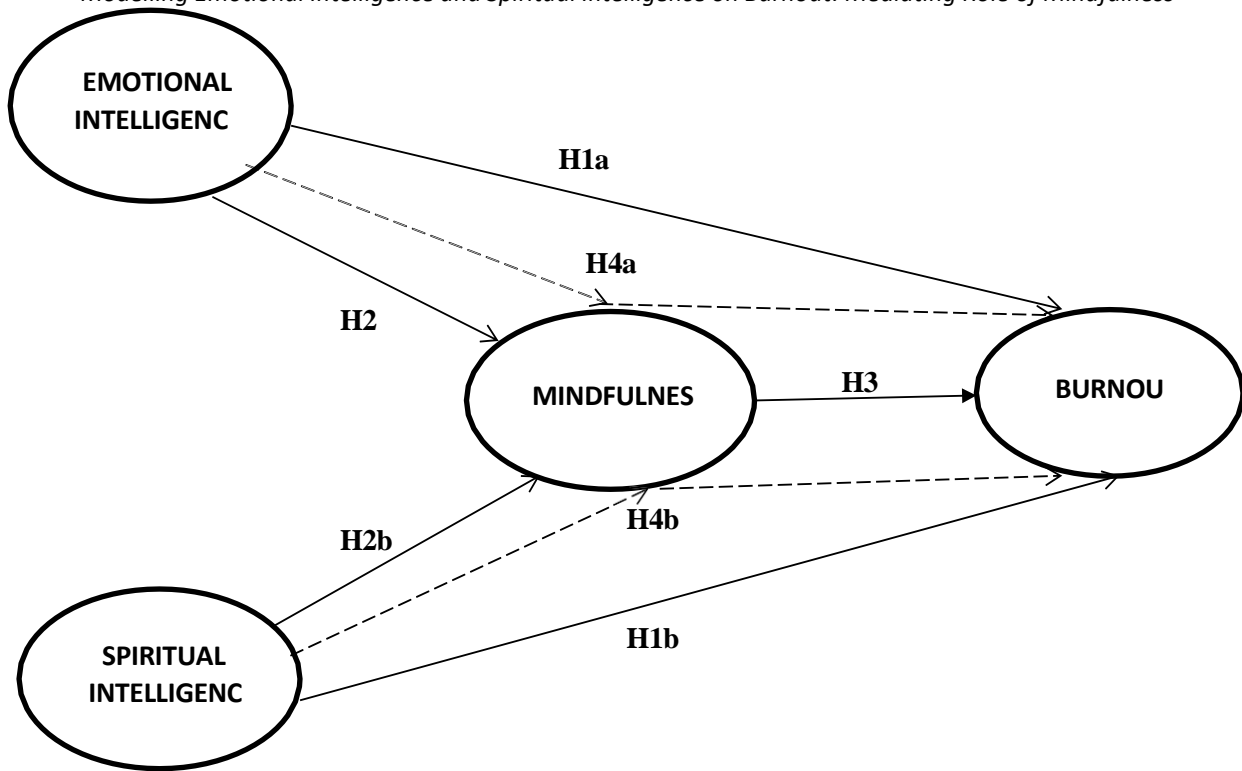 Modelling Emotional Intelligence and Spiritual Intelligence on Burnout: Mediating Role of Mindfulness
EMOTIONAL
INTELLIGENC
H1a
H4a
H2
MINDFULNES
H3
BURNOU
H4b
H2b
H1b
SPIRITUAL
INTELLIGENC